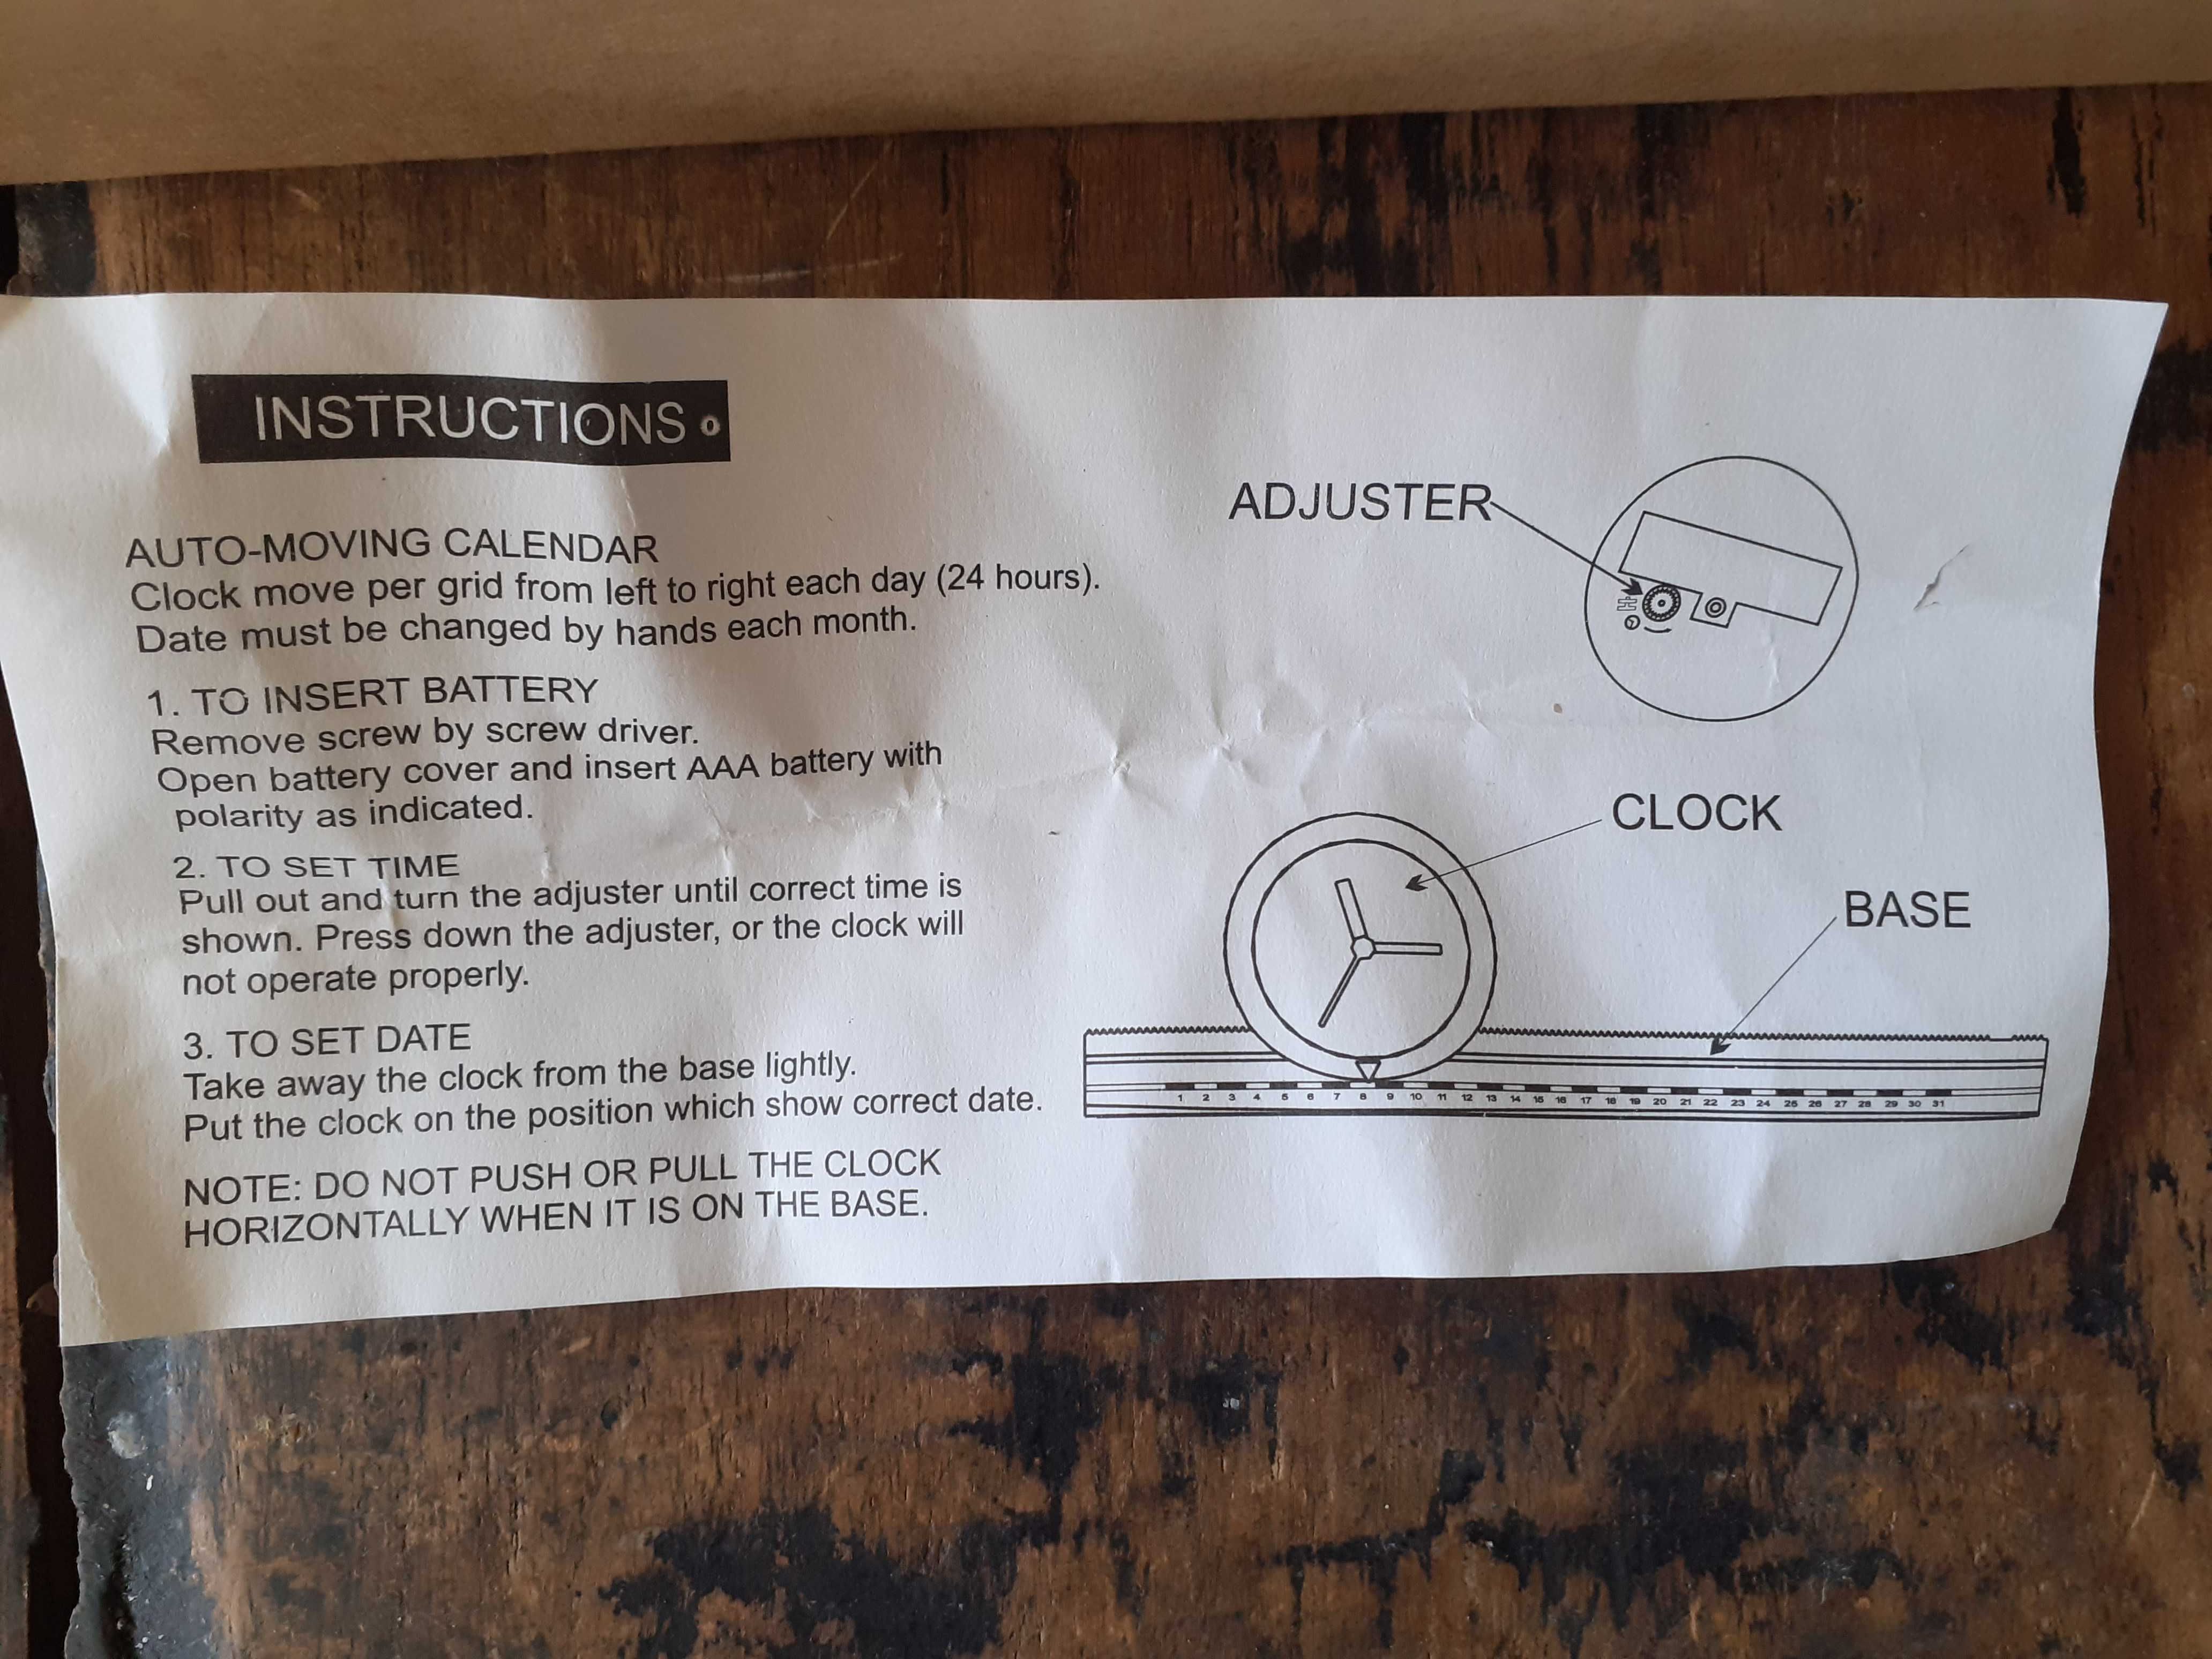 INSTRUCTIONS
AUTO-MOVING CALENDAR
Clock move per grid from left to right each day (24 hours).
Date must be changed by hands each month.
1. TO INSERT BATTERY
Remove screw by screw driver.
Open battery cover and insert AAA battery with
polarity as indicated.
2. TO SET TIME
Pull out and turn the adjuster until correct time is
shown. Press down the adjuster, or the clock will
not operate properly.
3. TO SET DATE
Take away the clock from the base lightly.
Put the clock on the position which show correct date.
NOTE: DO NOT PUSH OR PULL THE CLOCK
HORIZONTALLY WHEN IT IS ON THE BASE.
ADJUSTER
CLOCK
BASE
1 2 3 4 5 6 7 8 9 10 11 12 13 14 15 16 17 18 19 20 21 22 23 24 25 26 27 28 29 30 31